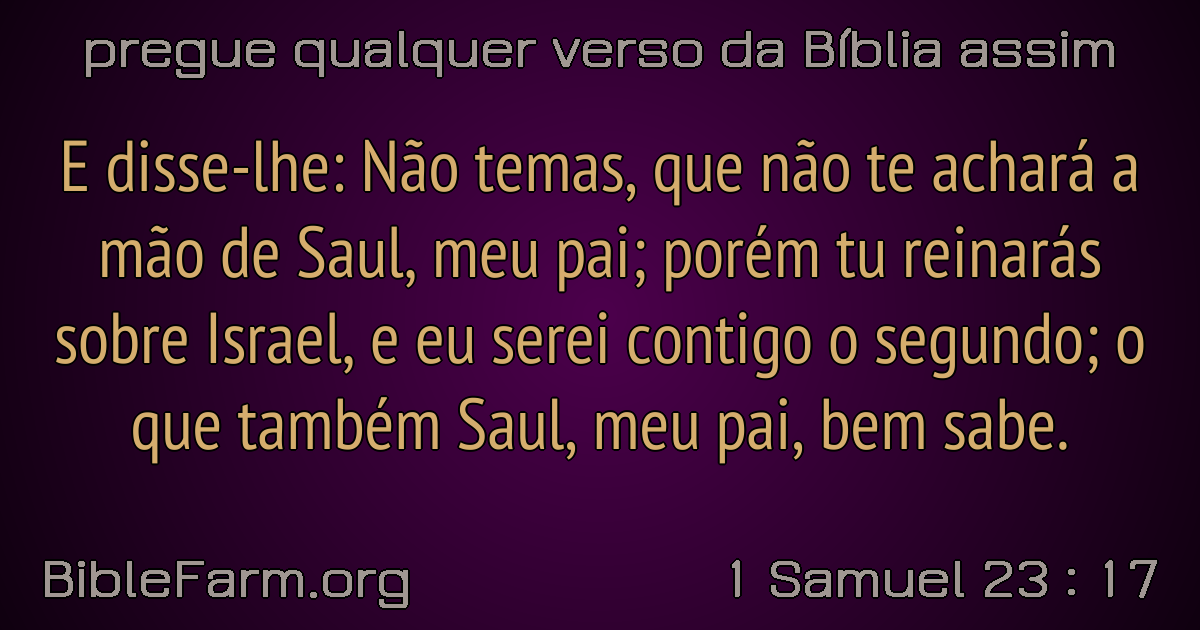 pregue qualquer verso da Bíblia assim
E disse-lhe: Não temas, que não te achará a
mão de Saul, meu pai; porém tu reinarás
sobre Israel, e eu serei contigo o segundo; o
que também Saul, meu pai, bem sabe.
BibleFarm.org
1 Samuel 23 : 17